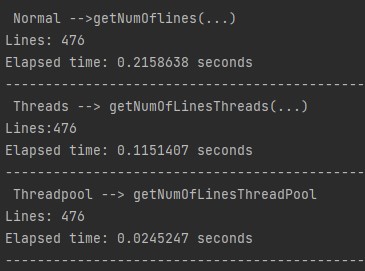 Normal -->getNumOflines(...)
Lines: 476
Elapsed time: 0.2158638 seconds
---------------------------------------------
Threads --> getNumOfLinesThreads(...)
Lines:476
Elapsed time: 0.1151407 seconds
---------------------------------------------
Threadpool --> getNumOfLinesThreadPool
Lines: 476
Elapsed time: 0.0245247 seconds
---------------------------------------------